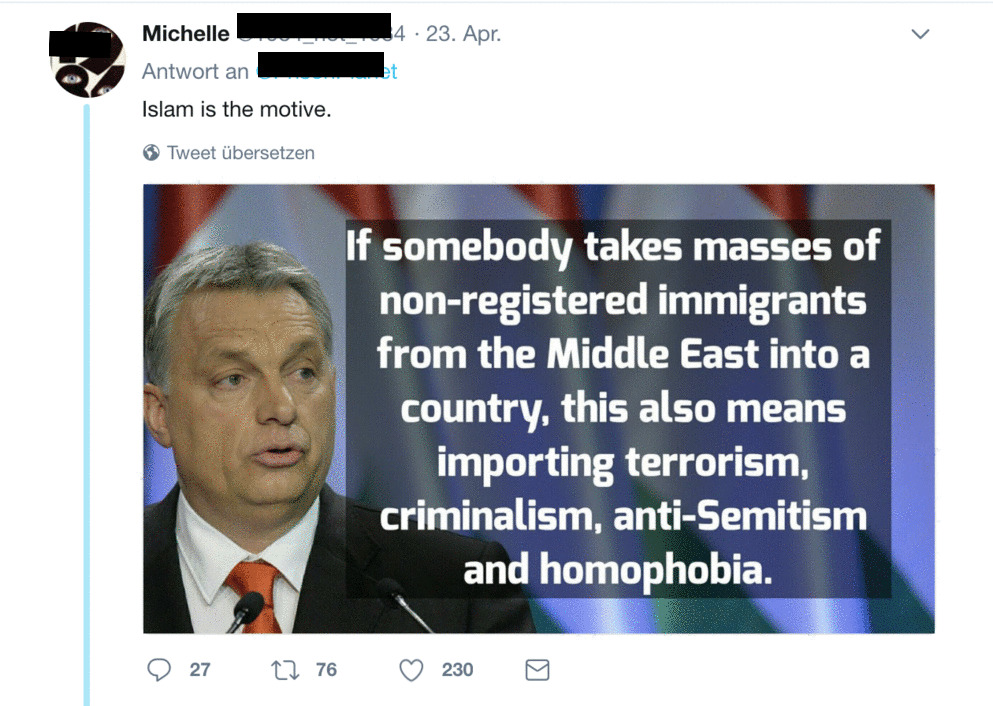 Michelle · 23. Apr.
Antwort an
Islam is the motive.
Tweet übersetzen
If somebody takes masses of
non-registered immigrants
from the Middle East into a
country, this also means
importing terrorism,
criminalism, anti-Semitism
and homophobia.
27 76 230